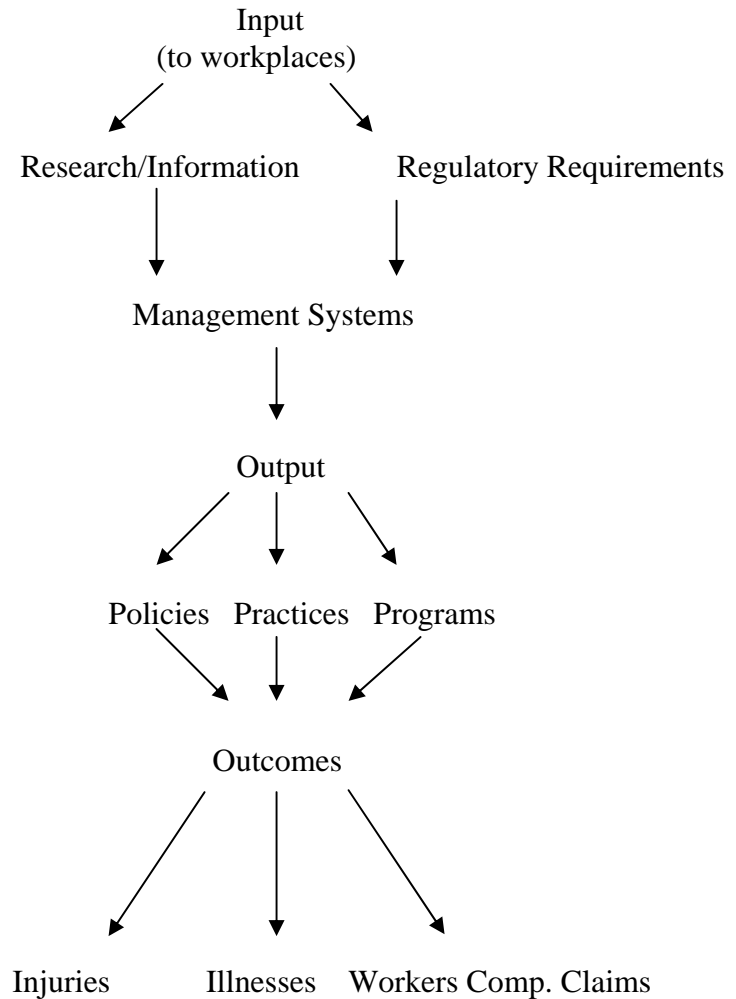 Input
(to workplaces)
Research/Information Regulatory Requirements
Management Systems
Output
Policies Practices Programs
Outcomes
Injuries Illnesses Workers Comp. Claims